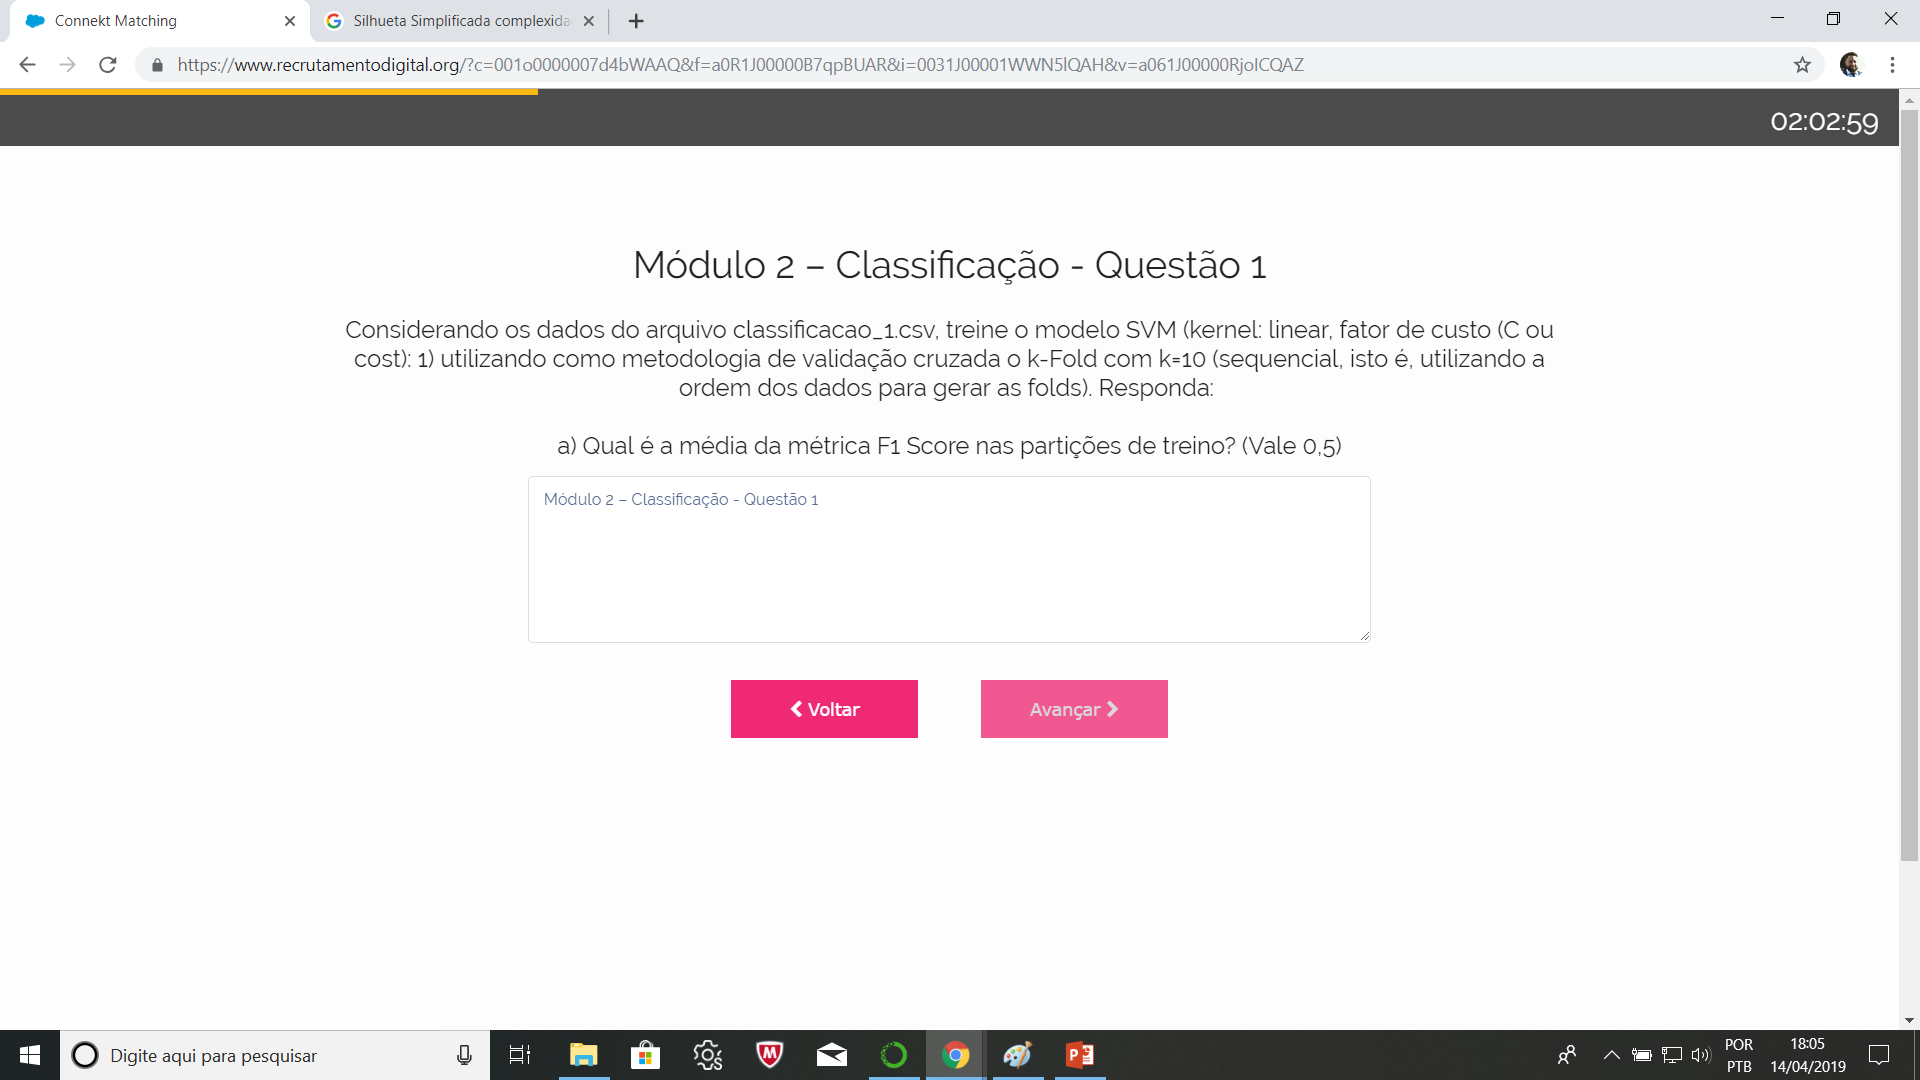 Connekt Matching
Silhueta Simplificada complexida
https://www.recrutamentodigital.org/?c=001o0000007d4bWAAQ&f=a0R1J00000B7qpBUAR&i=0031J00001WWN5lQAH&v=a061J00000RjoICQAZ
02:02:59
Módulo 2 – Classificação - Questão 1
Considerando os dados do arquivo classificacao_1.csv, treine o modelo SVM (kernel: linear, fator de custo (C ou
cost): 1) utilizando como metodologia de validação cruzada o k-Fold com k=10 (sequencial, isto é, utilizando a
ordem dos dados para gerar as folds). Responda:
a) Qual é a média da métrica F1 Score nas partições de treino? (Vale 0,5)
Módulo 2 – Classificação - Questão 1
Voltar
Avançar
Digite aqui para pesquisar
POR
PTB
18:05
14/04/2019